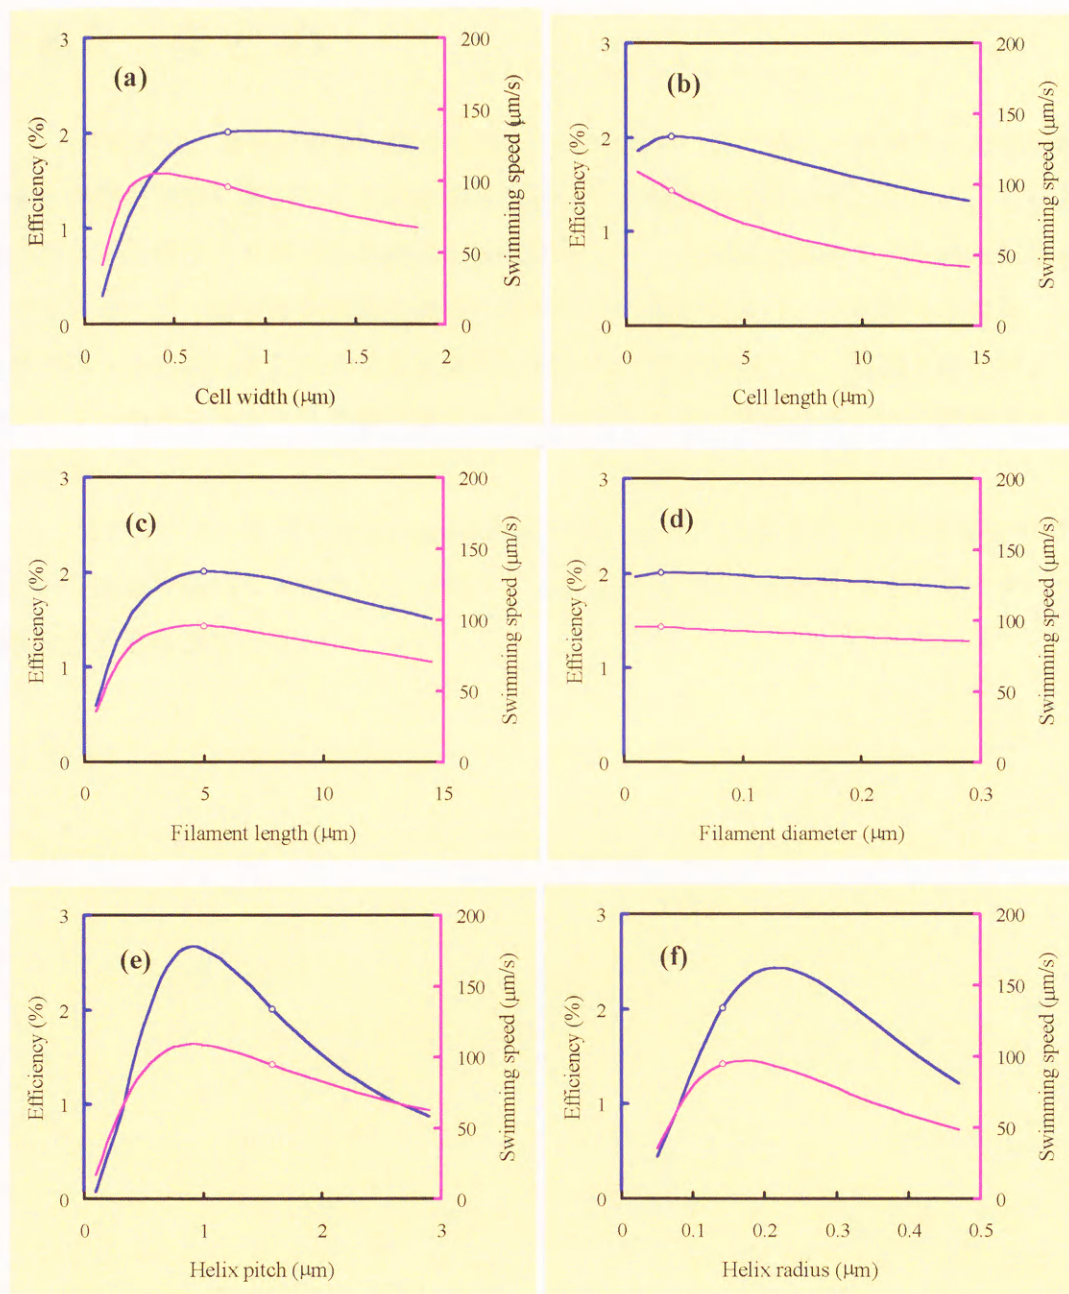 (a)
Efficiency (%)
3
2
1
0
200
150
100
50
0
Swimming speed (μm/s)
0 0.5 1 1.5 2
Cell width (μm)
(b)
Efficiency (%)
3
2
1
0
200
150
100
50
0
Swimming speed (μm/s)
0 5 10 15
Cell length (μm)
(c)
Efficiency (%)
3
2
1
0
200
150
100
50
0
Swimming speed (μm/s)
0 5 10 15
Filament length (μm)
(d)
Efficiency (%)
3
2
1
0
200
150
100
50
0
Swimming speed (μm/s)
0 0.1 0.2 0.3
Filament diameter (μm)
(e)
Efficiency (%)
3
2
1
0
200
150
100
50
0
Swimming speed (μm/s)
0 1 2 3
Helix pitch (μm)
(f)
Efficiency (%)
3
2
1
0
200
150
100
50
0
Swimming speed (μm/s)
0 0.1 0.2 0.3 0.4 0.5
Helix radius (μm)